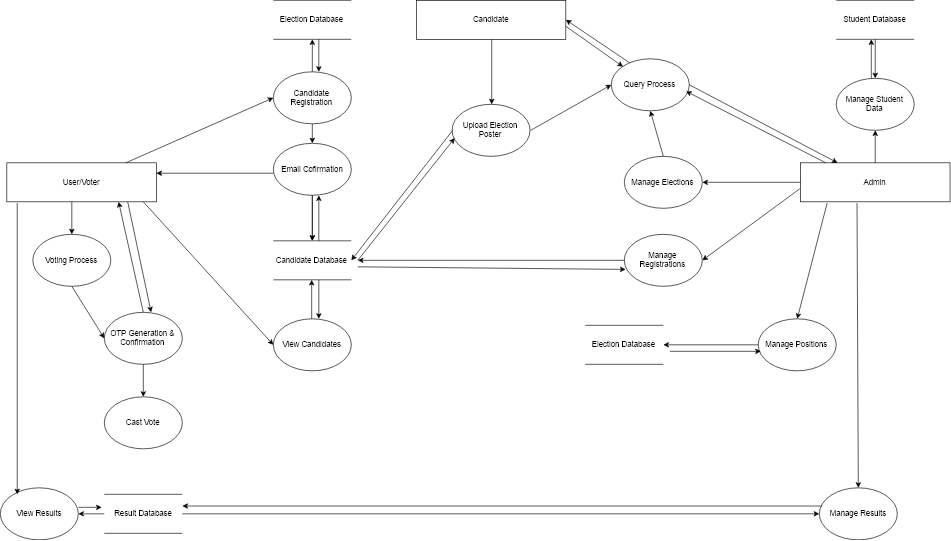 Election Database
Candidate
Student Database
Candidate
Registration
Query Process
Manage Student
Data
Upload Election
Poster
Email Cofirmation
User/Voter
Manage Elections
Admin
Voting Process
Candidate Database
Manage
Registrations
OTP Generation &
Confirmation
View Candidates
Election Database
Manage Positions
Cast Vote
View Results
Result Database
Manage Results